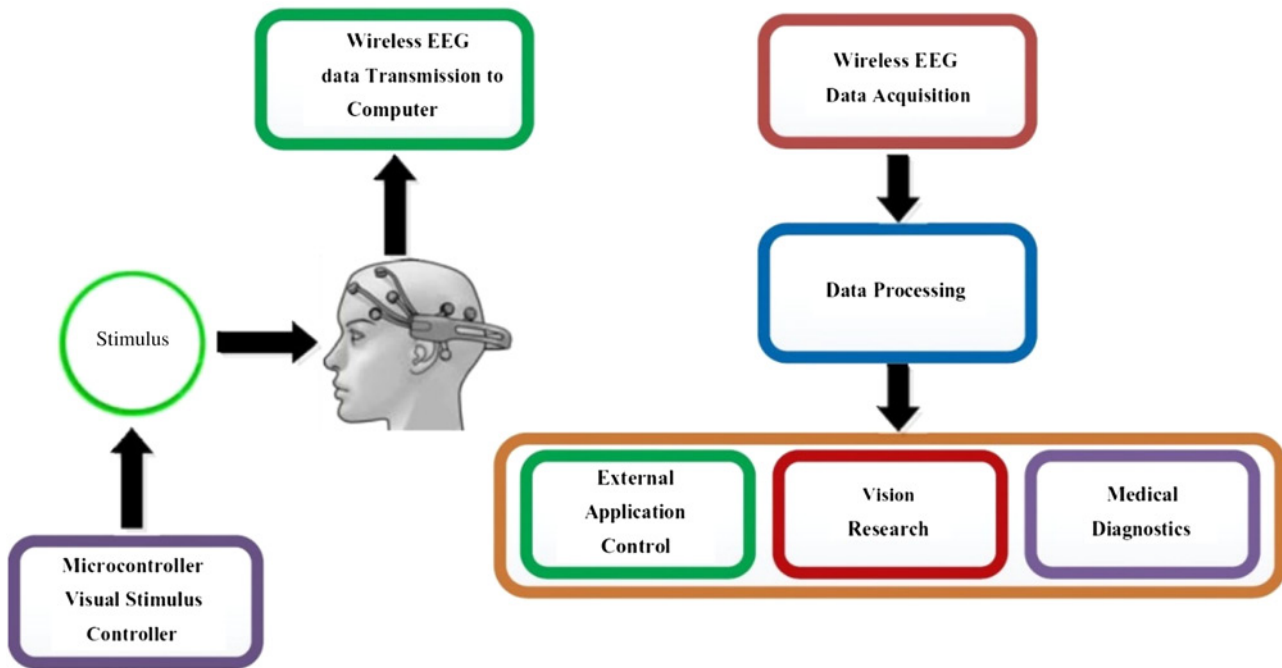 Wireless EEG
data Transmission to
Computer
Wireless EEG
Data Acquisition
Stimulus
Data Processing
Microcontroller
Visual Stimulus
Controller
External
Application
Control
Vision
Research
Medical
Diagnostics